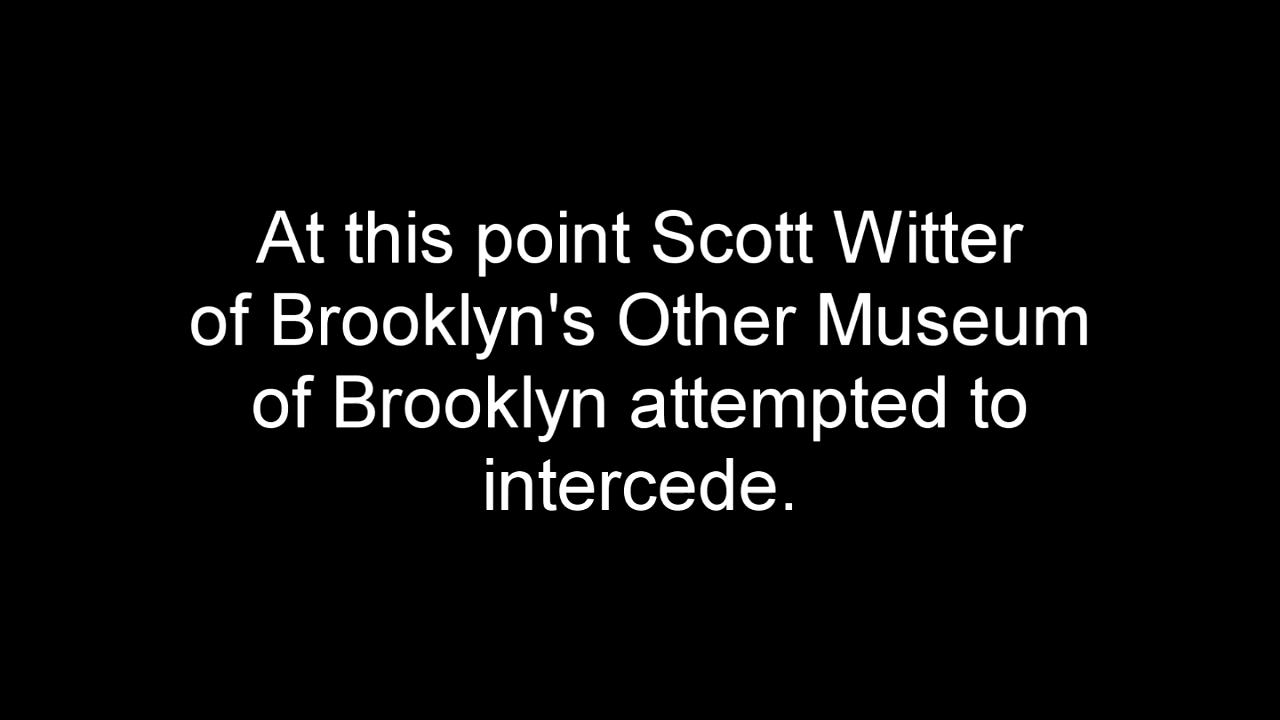 At this point Scott Witter
of Brooklyn's Other Museum
of Brooklyn attempted to
intercede.